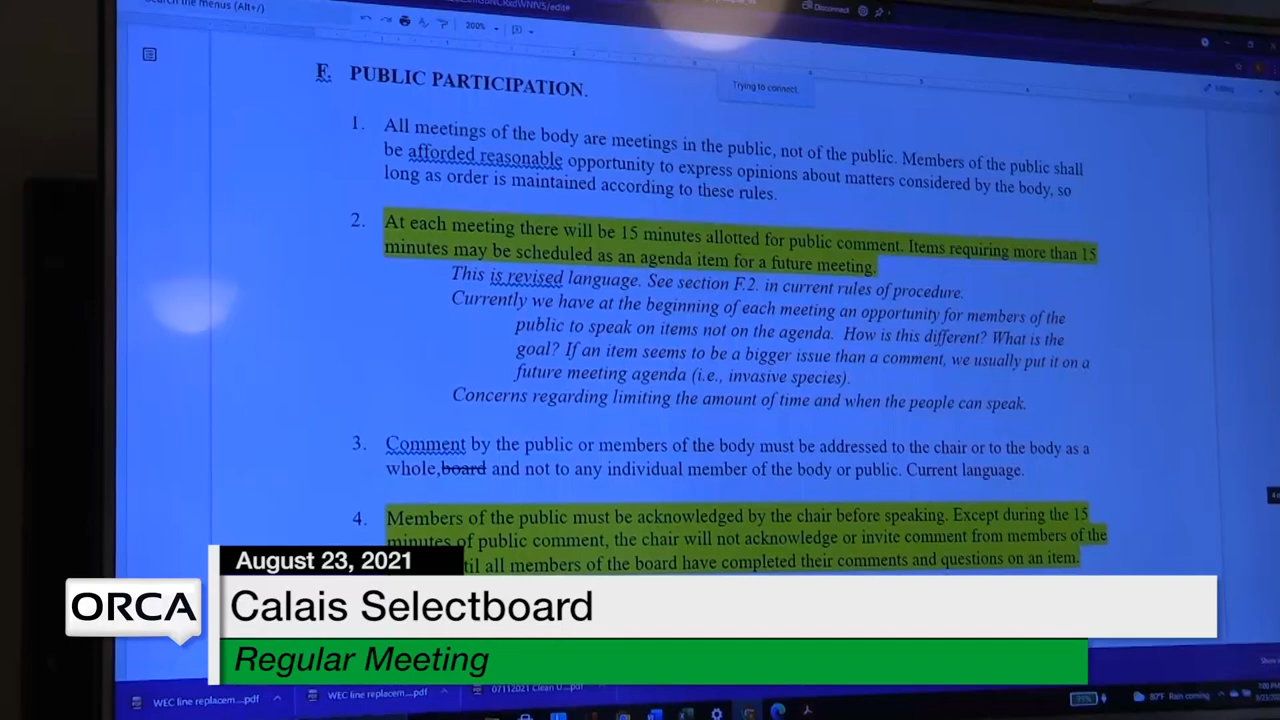 the menus (Alt+/)
200%
Disconnect
Trying to connect
Editing
F. PUBLIC PARTICIPATION.
1. All meetings of the body are meetings in the public, not of the public. Members of the public shall
be afforded reasonable opportunity to express opinions about matters considered by the body, so
long as order is maintained according to these rules.
2. At each meeting there will be 15 minutes allotted for public comment. Items requiring more than 15
minutes may be scheduled as an agenda item for a future meeting.
This is revised language. See section F.2. in current rules of procedure.
Currently we have at the beginning of each meeting an opportunity for members of the
public to speak on items not on the agenda. How is this different? What is the
goal? If an item seems to be a bigger issue than a comment, we usually put it on a
future meeting agenda (i.e., invasive species).
Concerns regarding limiting the amount of time and when the people can speak.
3. Comment by the public or members of the body must be addressed to the chair or to the body as a
whole,board and not to any individual member of the body or public. Current language.
4. Members of the public must be acknowledged by the chair before speaking. Except during the 15
minutes of public comment, the chair will not acknowledge or invite comment from members of the
til all members of the board have completed their comments and questions on an item.
August 23, 2021
ORCA
Calais Selectboard
Regular Meeting
WEC line replacem....pdf
WEC line replacem....pdf
07112021 Clean U...pdf
80°F Rain coming